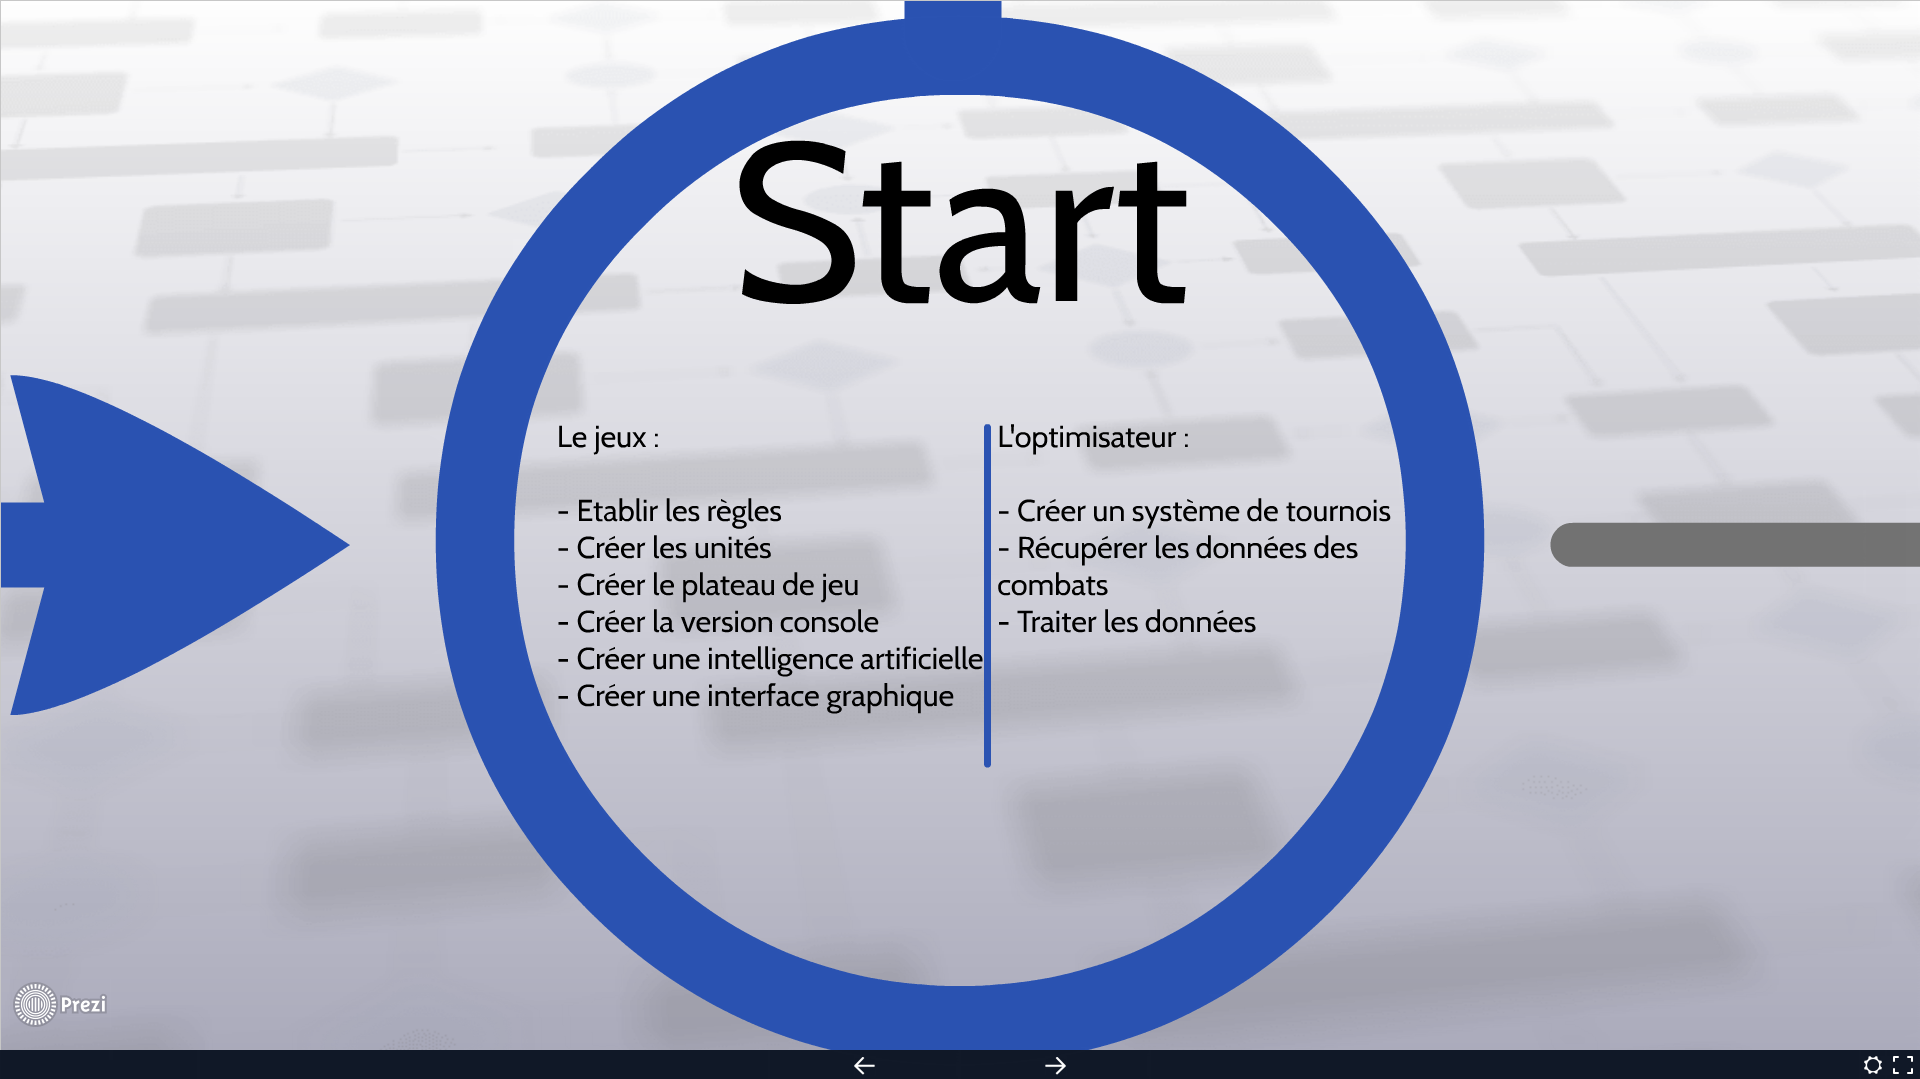 Start
Le jeux :
- Etablir les règles
- Créer les unités
- Créer le plateau de jeu
- Créer la version console
- Créer une intelligence artificielle
- Créer une interface graphique
L'optimisateur :
- Créer un système de tournois
- Récupérer les données des
combats
- Traiter les données
Prezi